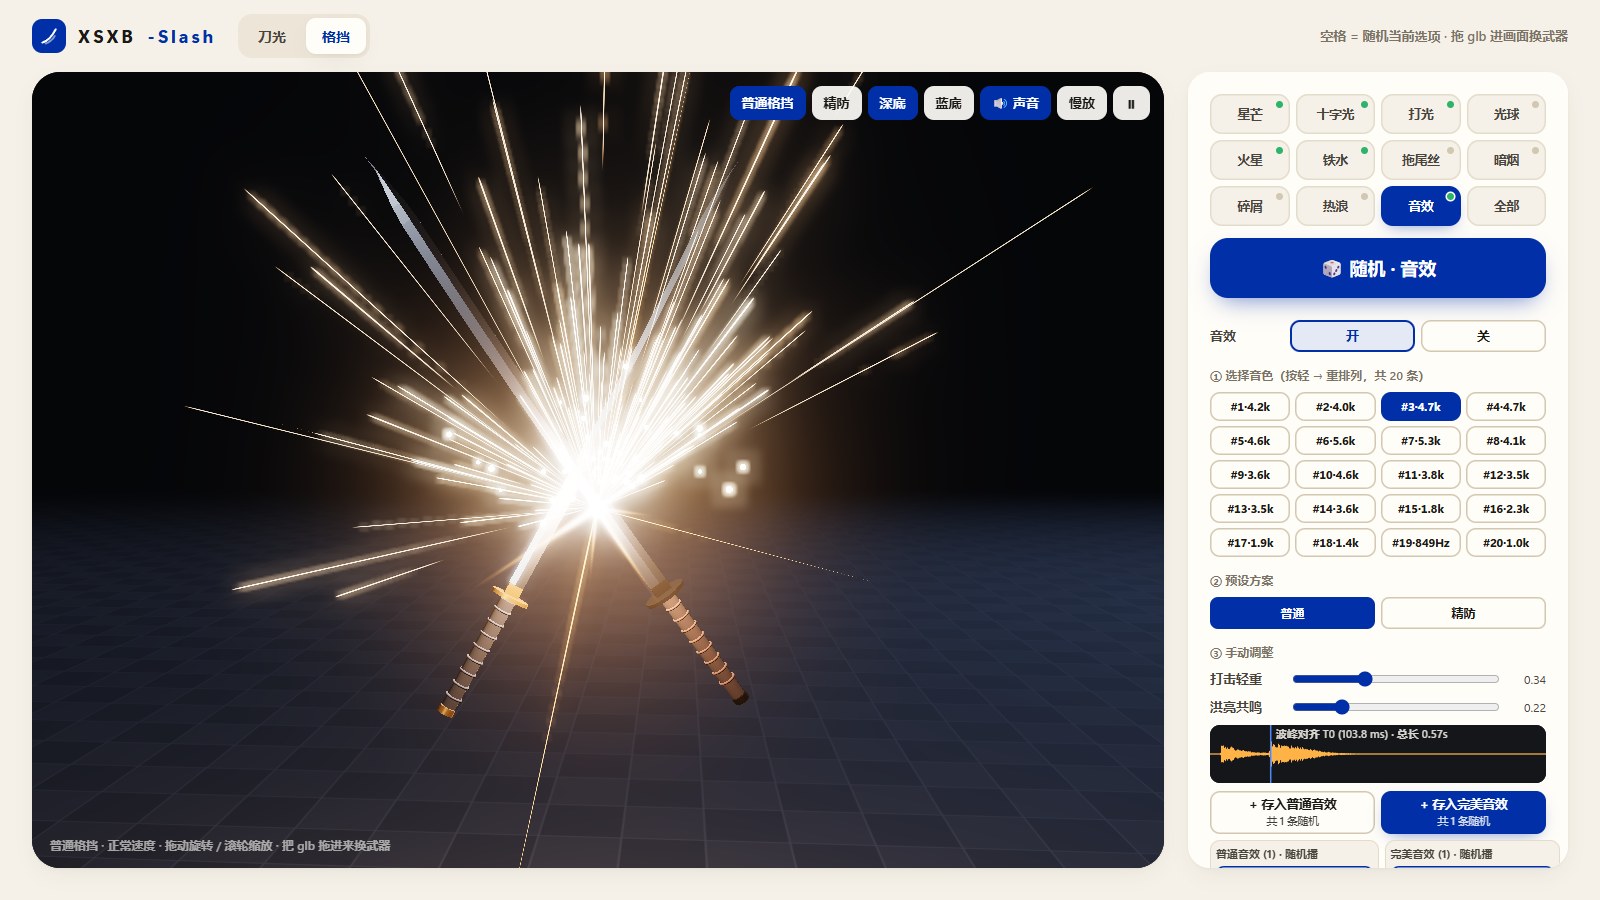 XSXB -Slash
刀光
格挡
空格 = 随机当前选项 · 拖 glb 进画面换武器
普通格挡
精防
深底
蓝底
声音
慢放
普通格挡 · 正常速度 · 拖动旋转 / 滚轮缩放 · 把 glb 拖进来换武器
星芒
十字光
打光
光球
火星
铁水
拖尾丝
暗烟
碎屑
热浪
音效
全部
随机 · 音效
音效
开
关
① 选择音色（按轻 → 重排列，共 20 条）
#1·4.2k
#2·4.0k
#3·4.7k
#4·4.7k
#5·4.6k
#6·5.6k
#7·5.3k
#8·4.1k
#9·3.6k
#10·4.6k
#11·3.8k
#12·3.5k
#13·3.5k
#14·3.6k
#15·1.8k
#16·2.3k
#17·1.9k
#18·1.4k
#19·849Hz
#20·1.0k
② 预设方案
普通
精防
③ 手动调整
打击轻重
0.34
洪亮共鸣
0.22
波峰对齐 T0 (103.8 ms) · 总长 0.57s
+ 存入普通音效
共 1 条随机
+ 存入完美音效
共 1 条随机
普通音效 (1) · 随机播
完美音效 (1) · 随机播